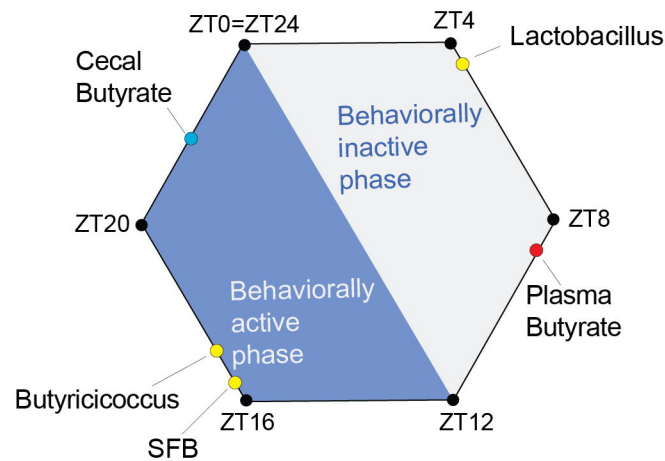 ZT0=ZT24
ZT4
Lactobacillus
Cecal
Butyrate
Behaviorally
inactive
phase
ZT20
ZT8
Behaviorally
active
phase
Plasma
Butyrate
Butyricicoccus
SFB
ZT16
ZT12